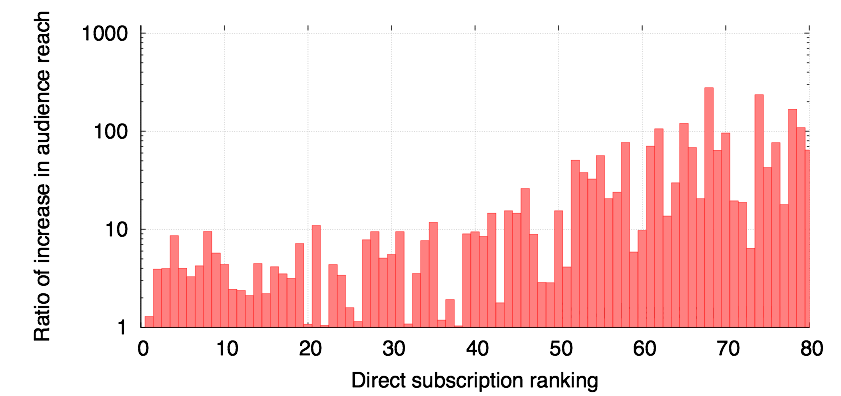 Ratio of increase in audience reach
1000
100
10
1
0 10 20 30 40 50 60 70 80
Direct subscription ranking